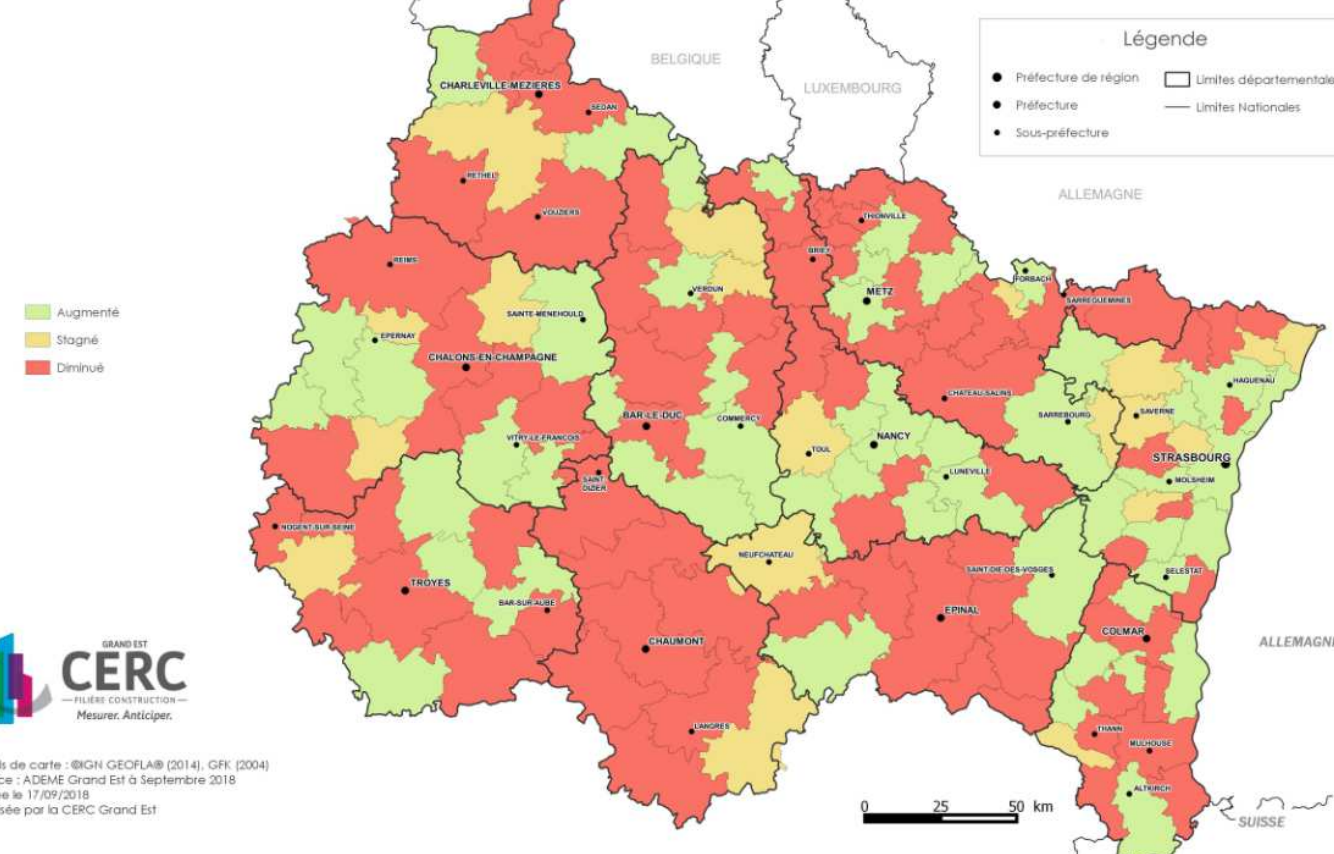 BELGIQUE
LUXEMBOURG
ALLEMAGNE
Légende
Préfecture de région
Limites départementale
Préfecture
Limites Nationales
Sous-préfecture
CHARLEVILLE-MEZIERES
SEDAN
RETHEL
VOUZIERS
THIONVILLE
REIMS
BRIEY
FORBACH
METZ
VERDUN
SARREGUEMINES
SAINTE-MENEHOULD
Augmenté
Stagné
Diminué
EPERNAY
CHALONS-EN-CHAMPAGNE
HAGUENAU
CHATEAU-SALINS
BAR-LE-DUC
COMMERCY
SARREBOURG
SAVERNE
VITRY-LE-FRANCOIS
TOUL
NANCY
STRASBOURG
LUNEVILLE
MOLSHEIM
SAINT
DIZIER
NOGENT-SUR-SEINE
NEUFCHATEAU
SAINT-DIE-DES-VOSGES
SELESTAT
TROYES
BAR-SUR-AUBE
EPINAL
COLMAR
CHAUMONT
ALLEMAGNE
GRAND EST
CERC
FILIÈRE CONSTRUCTION
Mesurer. Anticiper.
LANGRES
THANN
MULHOUSE
ALTKIRCH
ds de carte : ©IGN GEOFLA® (2014), GFK (2004)
ce : ADEME Grand Est à Septembre 2018
ée le 17/09/2018
isée par la CERC Grand Est
0 25 50 km
SUISSE